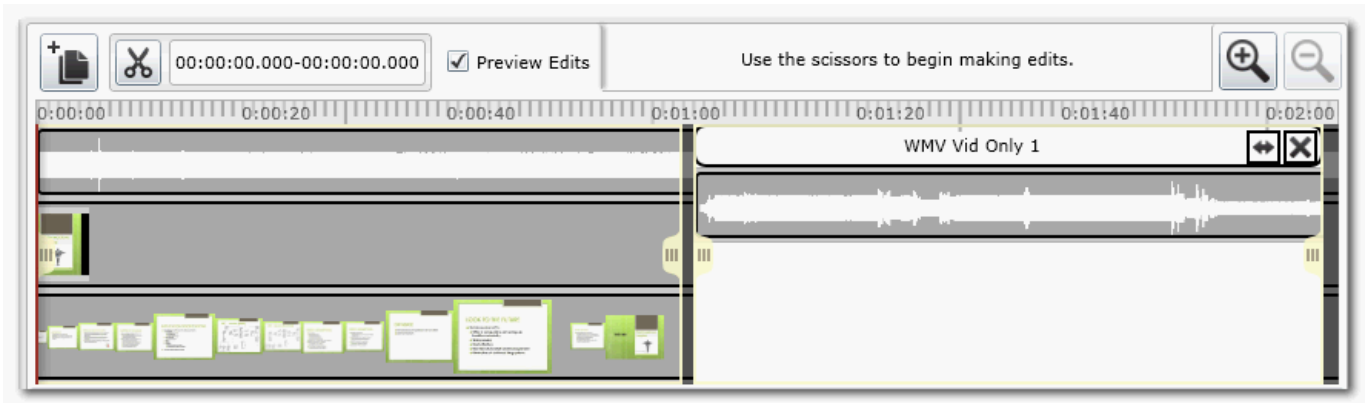 00:00:00.000-00:00:00.000 Preview Edits Use the scissors to begin making edits.
0:00:00 0:00:20 0:00:40 0:01:00 0:01:20 0:01:40 0:02:00
WMV Vid Only 1
LOOK TO THE FUTURE